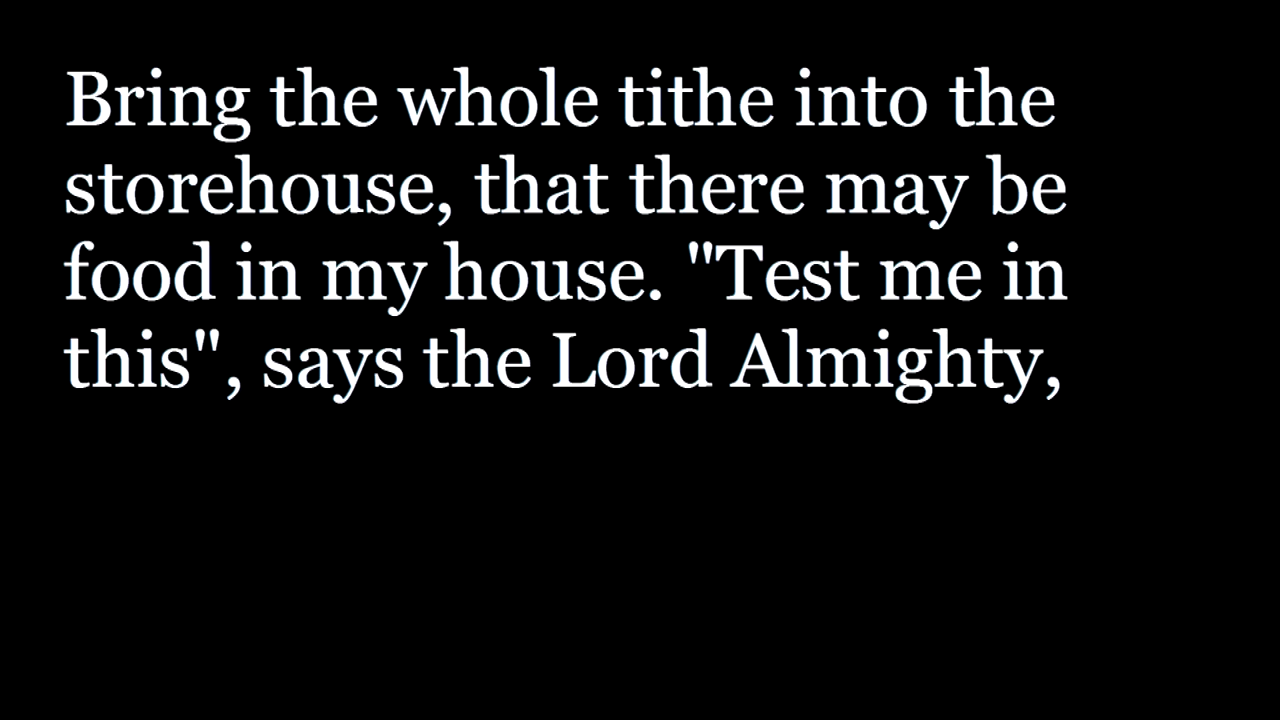 Bring the whole tithe into the
storehouse, that there may be
food in my house. "Test me in
this", says the Lord Almighty,